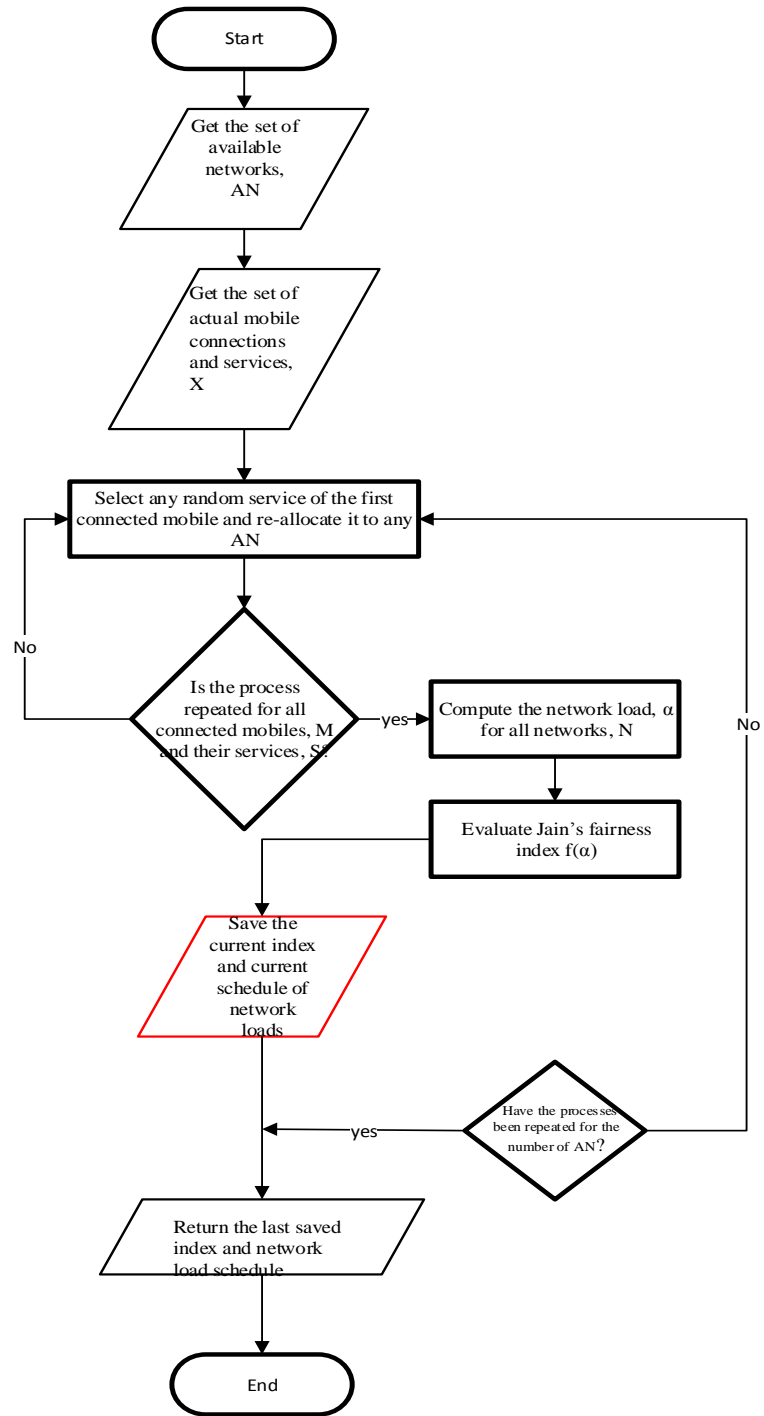 Start
Get the set of
available
networks,
AN
Get the set of
actual mobile
connections
and services,
X
Select any random service of the first
connected mobile and re-allocate it to any
AN
No
Is the process
repeated for all
connected mobiles, M
and their services, S?
yes
Compute the network load, α
for all networks, N
No
Evaluate Jain’s fairness
index f(α)
Save the
current index
and current
schedule of
network
loads
Have the processes
been repeated for the
number of AN?
yes
Return the last saved
index and network
load schedule
End